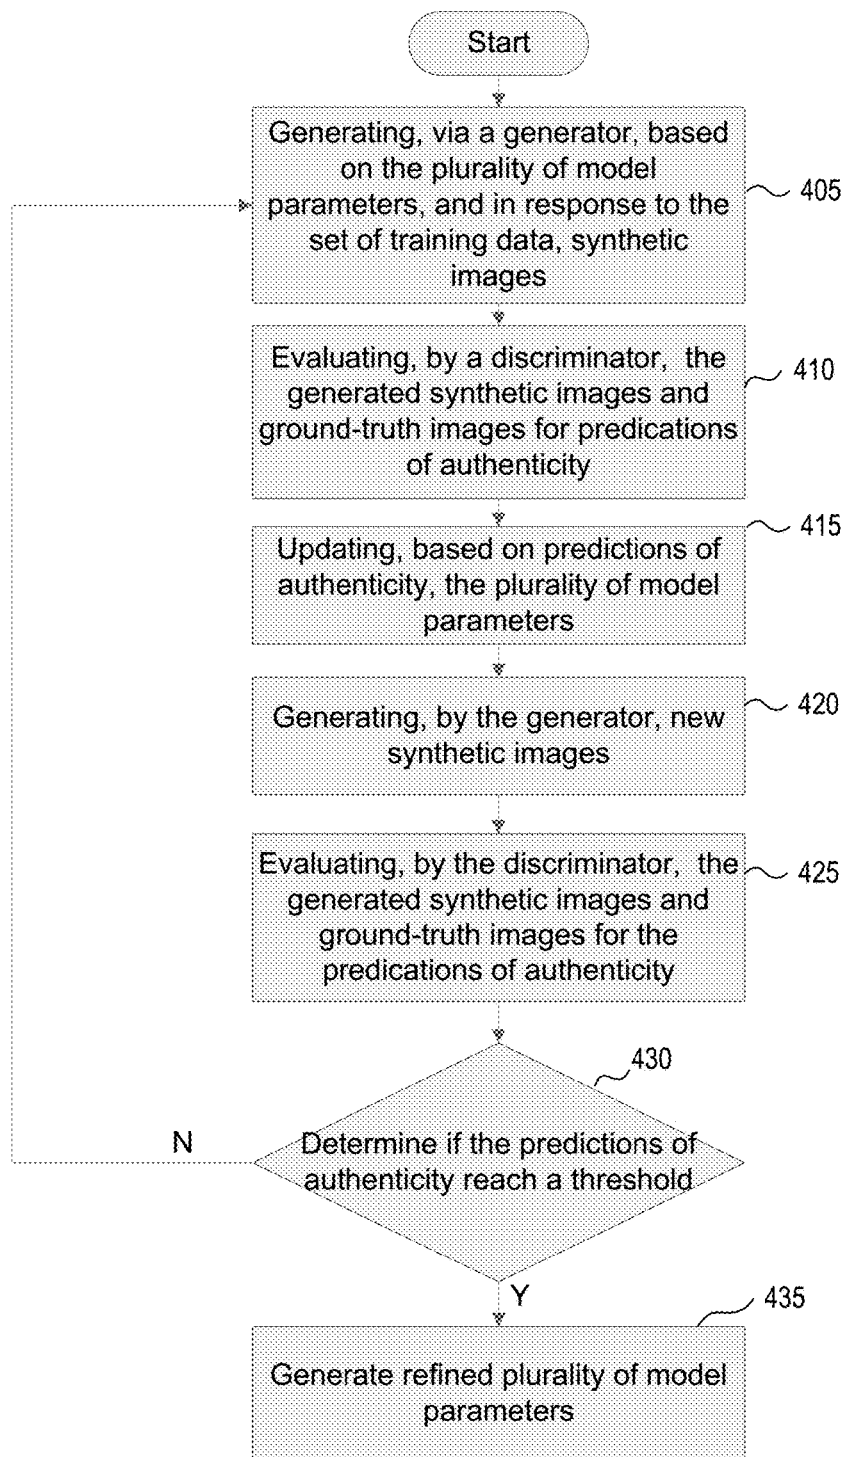 Start
Generating, via a generator, based
on the plurality of model
parameters, and in response to the
set of training data, synthetic
images
405
Evaluating, by a discriminator, the
generated synthetic images and
ground-truth images for predications
of authenticity
410
415
Updating, based on predictions of
authenticity, the plurality of model
parameters
420
Generating, by the generator, new
synthetic images
Evaluating, by the discriminator, the
generated synthetic images and
ground-truth images for the
predications of authenticity
425
430
N
Determine if the predictions of
authenticity reach a threshold
Y
435
Generate refined plurality of model
parameters